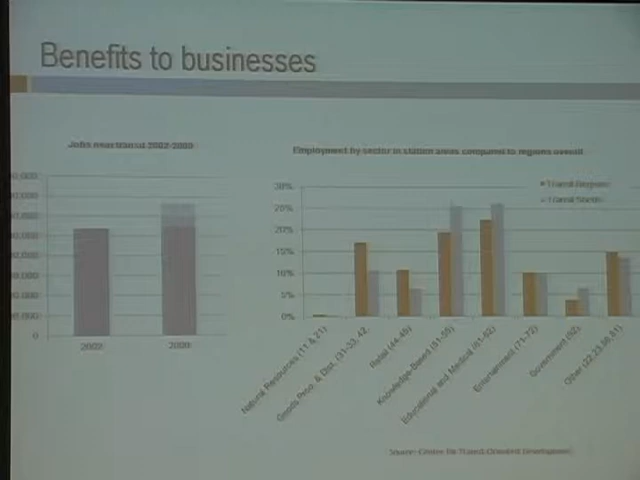 Benefits to businesses
Jobs near transit 2002-2009
Employment by sector in station areas compared to regions overall
30%
25%
20%
15%
10%
5%
0%
Transit Regions
Transit Sheds
0
2002
2009
Natural Resources (11 & 21)
Goods Proc. & Dist. (31-33, 42,
Retail (44-45)
Knowledge-Based (51-55)
Educational and Medical (61-62)
Entertainment (71-72)
Government (92)
Other (22,23,56,81)
Source: Center for Transit-Oriented Development